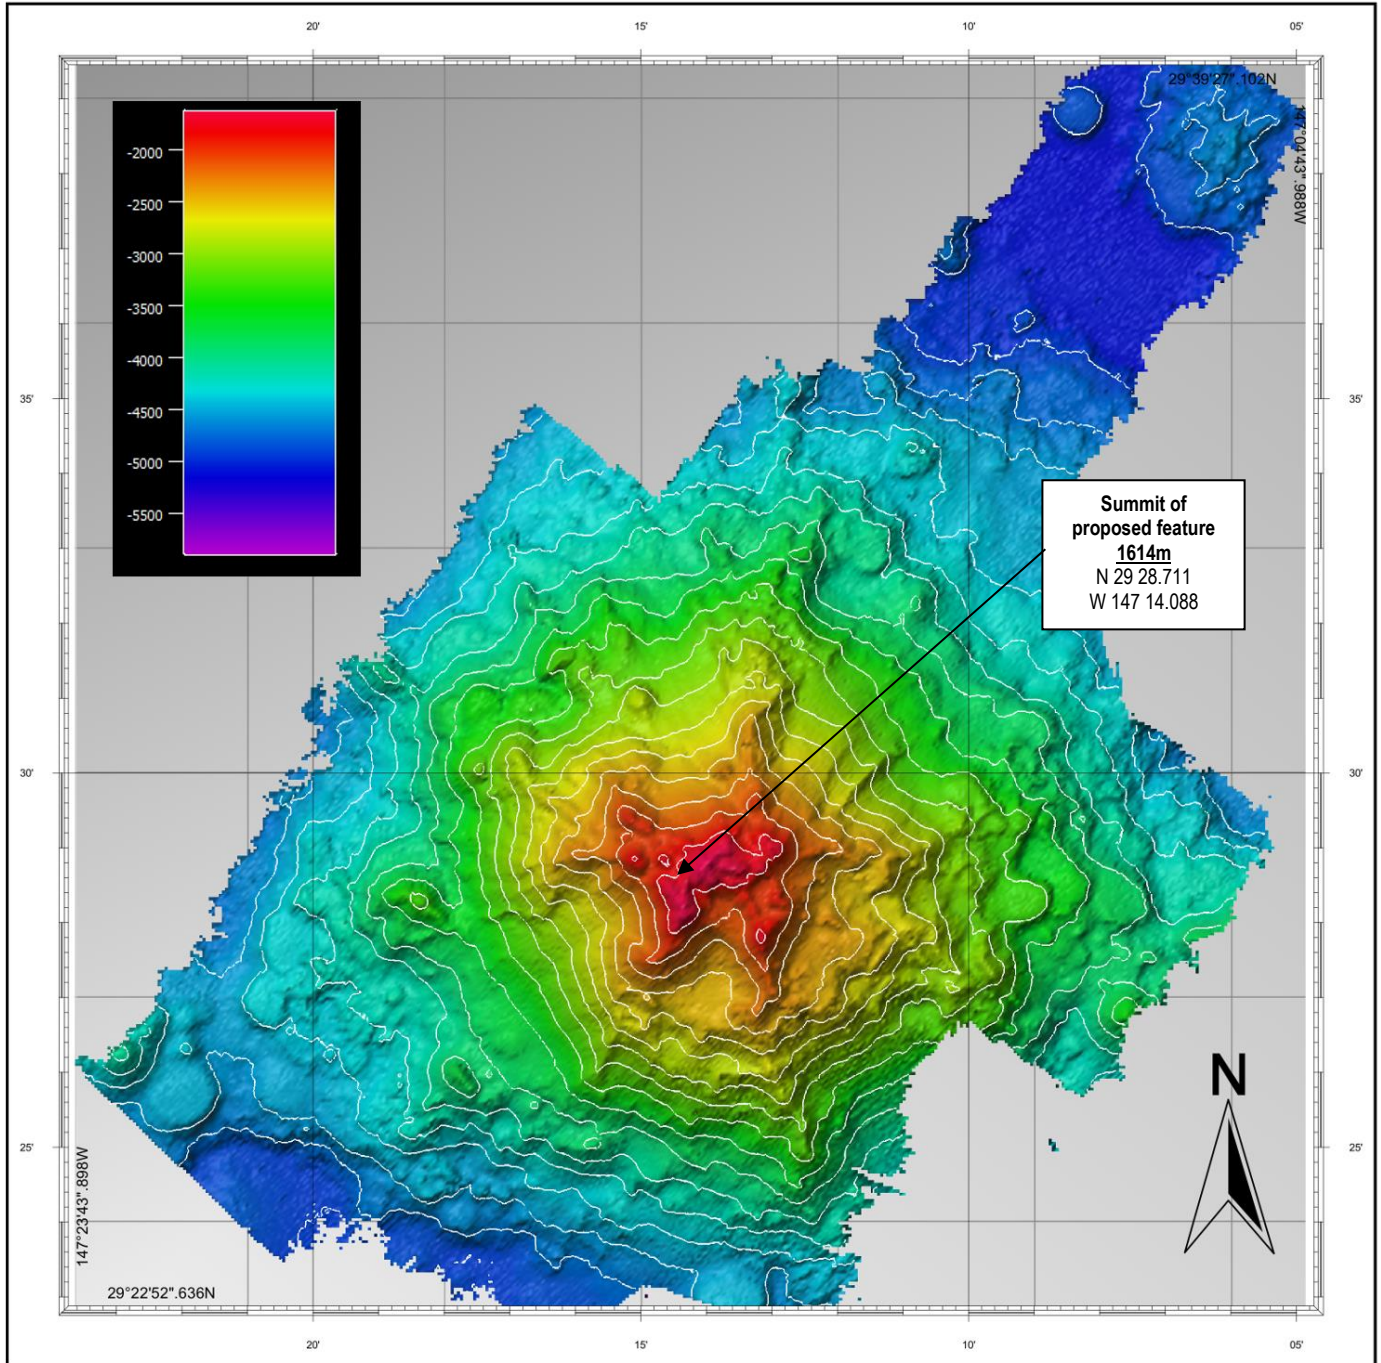 20'
15'
10'
05'
29°39'27".102N
147°04'43".988W
-2000
-2500
-3000
-3500
-4000
-4500
-5000
-5500
35'
35'
Summit of
proposed feature
1614m
N 29 28.711
W 147 14.088
30'
30'
N
25'
25'
147°23'43".898W
29°22'52".636N
20'
15'
10'
05'